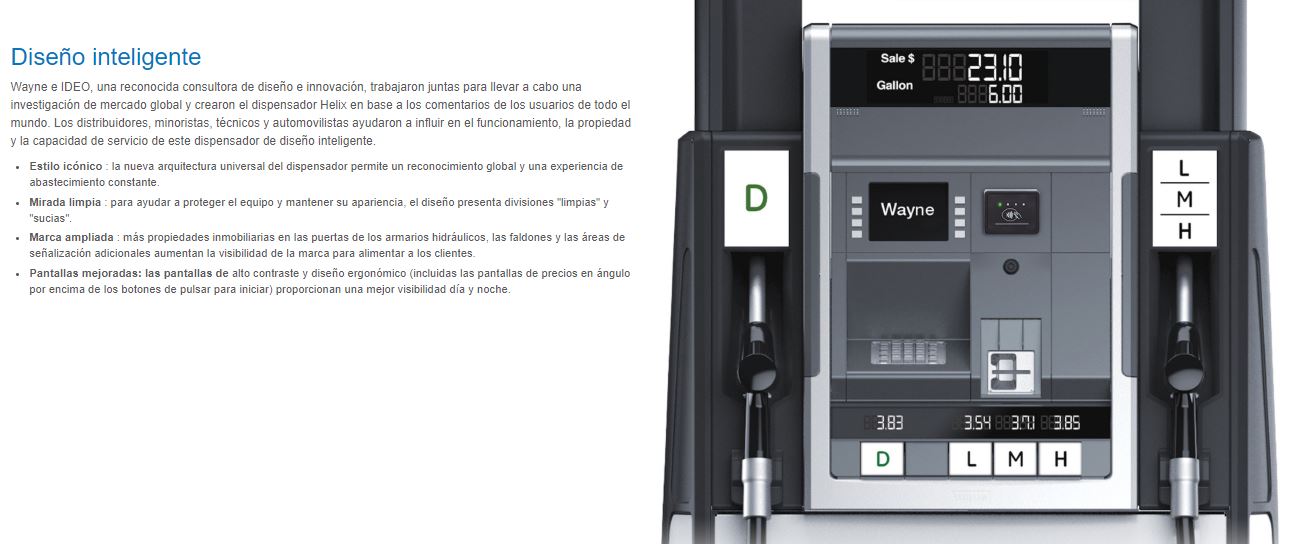 Diseño inteligente
Wayne e IDEO, una reconocida consultora de diseño e innovación, trabajaron juntas para llevar a cabo una
investigación de mercado global y crearon el dispensador Helix en base a los comentarios de los usuarios de todo el
mundo. Los distribuidores, minoristas, técnicos y automovilistas ayudaron a influir en el funcionamiento, la propiedad
y la capacidad de servicio de este dispensador de diseño inteligente.
• Estilo icónico : la nueva arquitectura universal del dispensador permite un reconocimiento global y una experiencia de
abastecimiento constante.
• Mirada limpia : para ayudar a proteger el equipo y mantener su apariencia, el diseño presenta divisiones "limpias" y
"sucias".
• Marca ampliada : más propiedades inmobiliarias en las puertas de los armarios hidráulicos, las faldones y las áreas de
señalización adicionales aumentan la visibilidad de la marca para alimentar a los clientes.
• Pantallas mejoradas: las pantallas de alto contraste y diseño ergonómico (incluidas las pantallas de precios en ángulo
por encima de los botones de pulsar para iniciar) proporcionan una mejor visibilidad día y noche.
Sale $ 23.10
Gallon 6.00
D
Wayne
L
M
H
3.83 3.54 3.71 3.85
D L M H